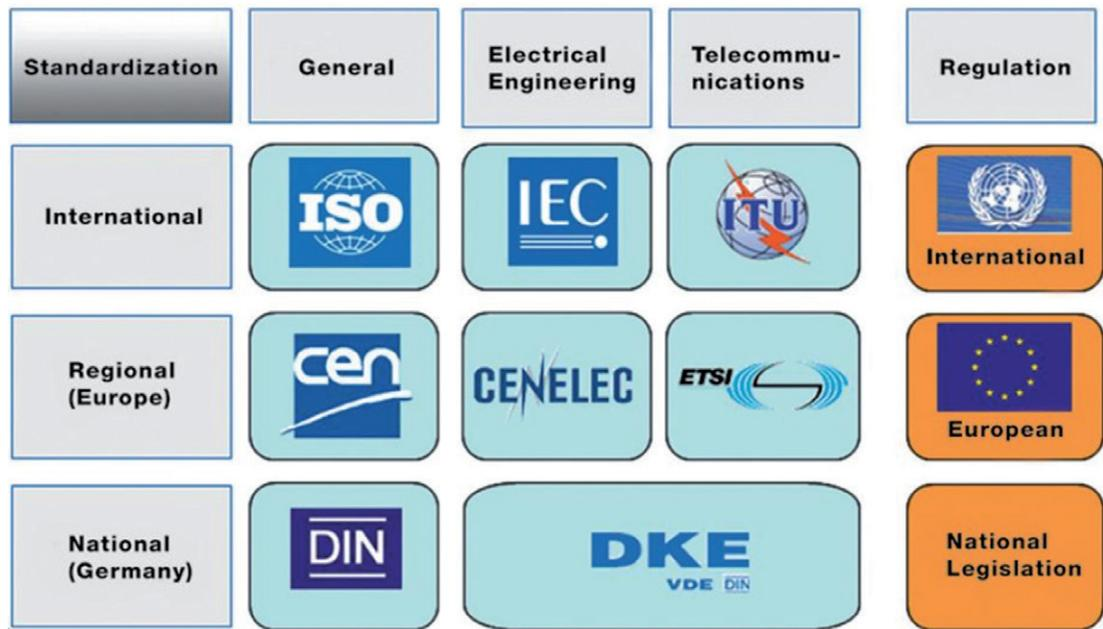 Standardization
General
Electrical
Engineering
Telecommu-
nications
Regulation
International
ISO
IEC
ITU
International
Regional
(Europe)
cen
CENELEC
ETSI
European
National
(Germany)
DIN
DKE
VDE DIN
National
Legislation